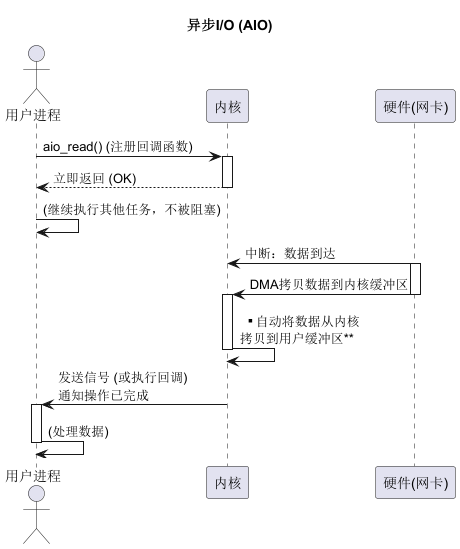 异步I/O (AIO)
用户进程
内核
硬件(网卡)
aio_read() (注册回调函数)
立即返回 (OK)
(继续执行其他任务，不被阻塞)
中断：数据到达
DMA拷贝数据到内核缓冲区
▪ 自动将数据从内核
拷贝到用户缓冲区**
发送信号 (或执行回调)
通知操作已完成
(处理数据)
用户进程
内核
硬件(网卡)